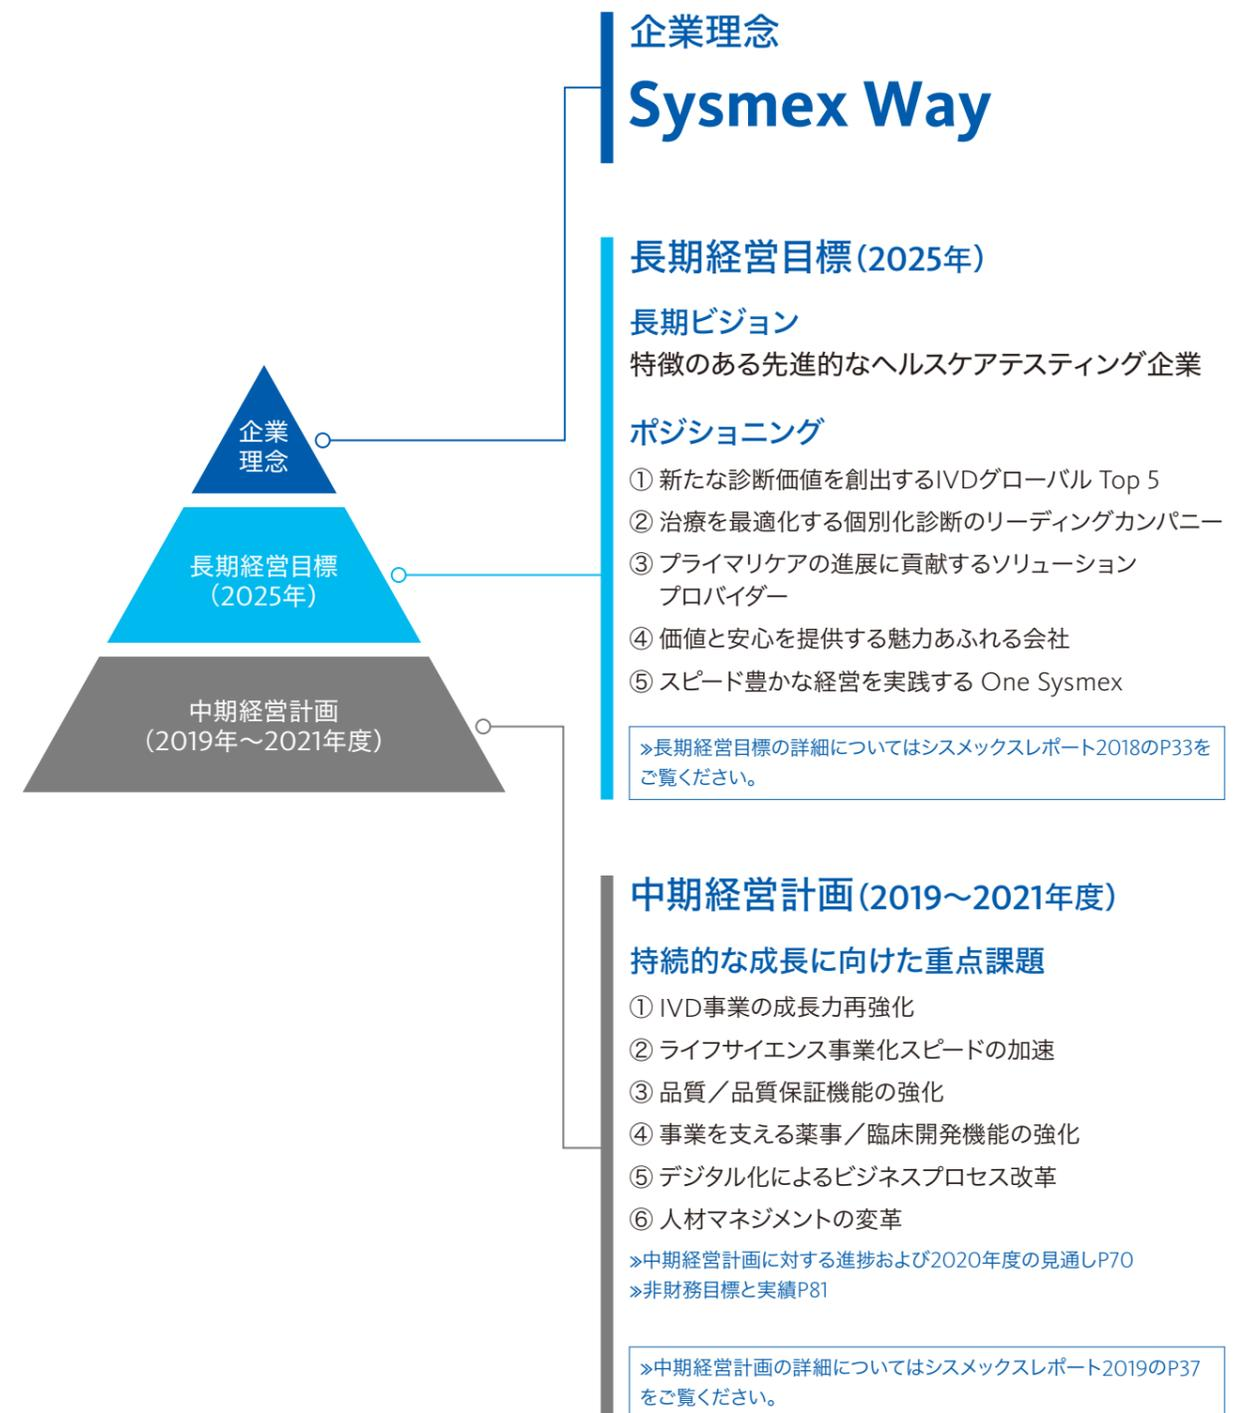 企業理念
Sysmex Way
長期経営目標（2025年）
長期ビジョン
特徴のある先進的なヘルスケアテスティング企業
ポジショニング
① 新たな診断価値を創出するIVDグローバル Top 5
② 治療を最適化する個別化診断のリーディングカンパニー
③ プライマリケアの進展に貢献するソリューション
プロバイダー
④ 価値と安心を提供する魅力あふれる会社
⑤ スピード豊かな経営を実践する One Sysmex
≫長期経営目標の詳細についてはシスメックスレポート2018のP33を
ご覧ください。
企業
理念
長期経営目標
（2025年）
中期経営計画
（2019年～2021年度）
中期経営計画（2019～2021年度）
持続的な成長に向けた重点課題
① IVD事業の成長力再強化
② ライフサイエンス事業化スピードの加速
③ 品質／品質保証機能の強化
④ 事業を支える薬事／臨床開発機能の強化
⑤ デジタル化によるビジネスプロセス改革
⑥ 人材マネジメントの変革
≫中期経営計画に対する進捗および2020年度の見通しP70
≫非財務目標と実績P81
≫中期経営計画の詳細についてはシスメックスレポート2019のP37
をご覧ください。